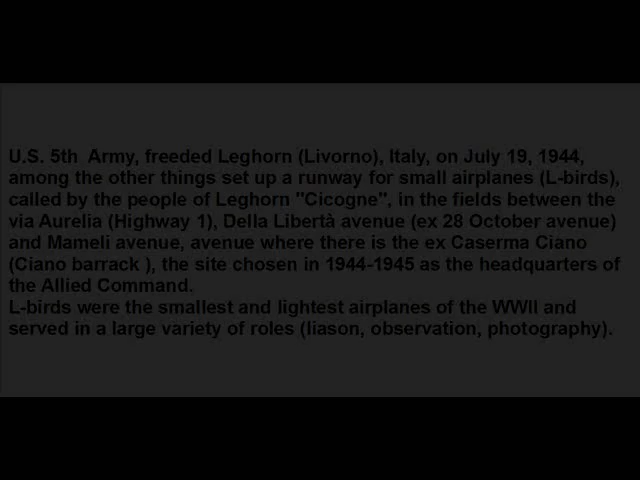 U.S. 5th  Army, freeded Leghorn (Livorno), Italy, on July 19, 1944,
among the other things set up a runway for small airplanes (L-birds),
called by the people of Leghorn "Cicogne", in the fields between the
via Aurelia (Highway 1), Della Libertà avenue (ex 28 October avenue)
and Mameli avenue, avenue where there is the ex Caserma Ciano
(Ciano barrack ), the site chosen in 1944-1945 as the headquarters of
the Allied Command.
L-birds were the smallest and lightest airplanes of the WWII and
served in a large variety of roles (liason, observation, photography).